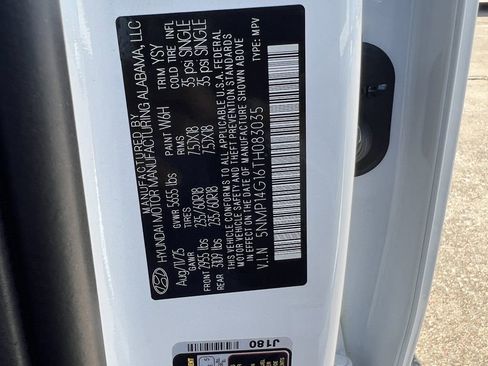 MANUFACTURED BY
HYUNDAI MOTOR MANUFACTURING ALABAMA, LLC
Aug/11/25 PAINT W6H TRIM YSY
GVWR 5655 lbs
GAWR TIRES RIMS COLD TIRE INFL
FRONT 2955 lbs 235/60R18 7.5JX18 35 psi SINGLE
REAR 3109 lbs 235/60R18 7.5JX18 35 psi SINGLE
THIS VEHICLE CONFORMS TO ALL APPLICABLE U.S.A. FEDERAL
MOTOR VEHICLE SAFETY AND THEFT PREVENTION STANDARDS
IN EFFECT ON THE DATE OF MANUFACTURE SHOWN ABOVE.
V.I.N 5NMP14G16TH083035 TYPE: MPV
J180